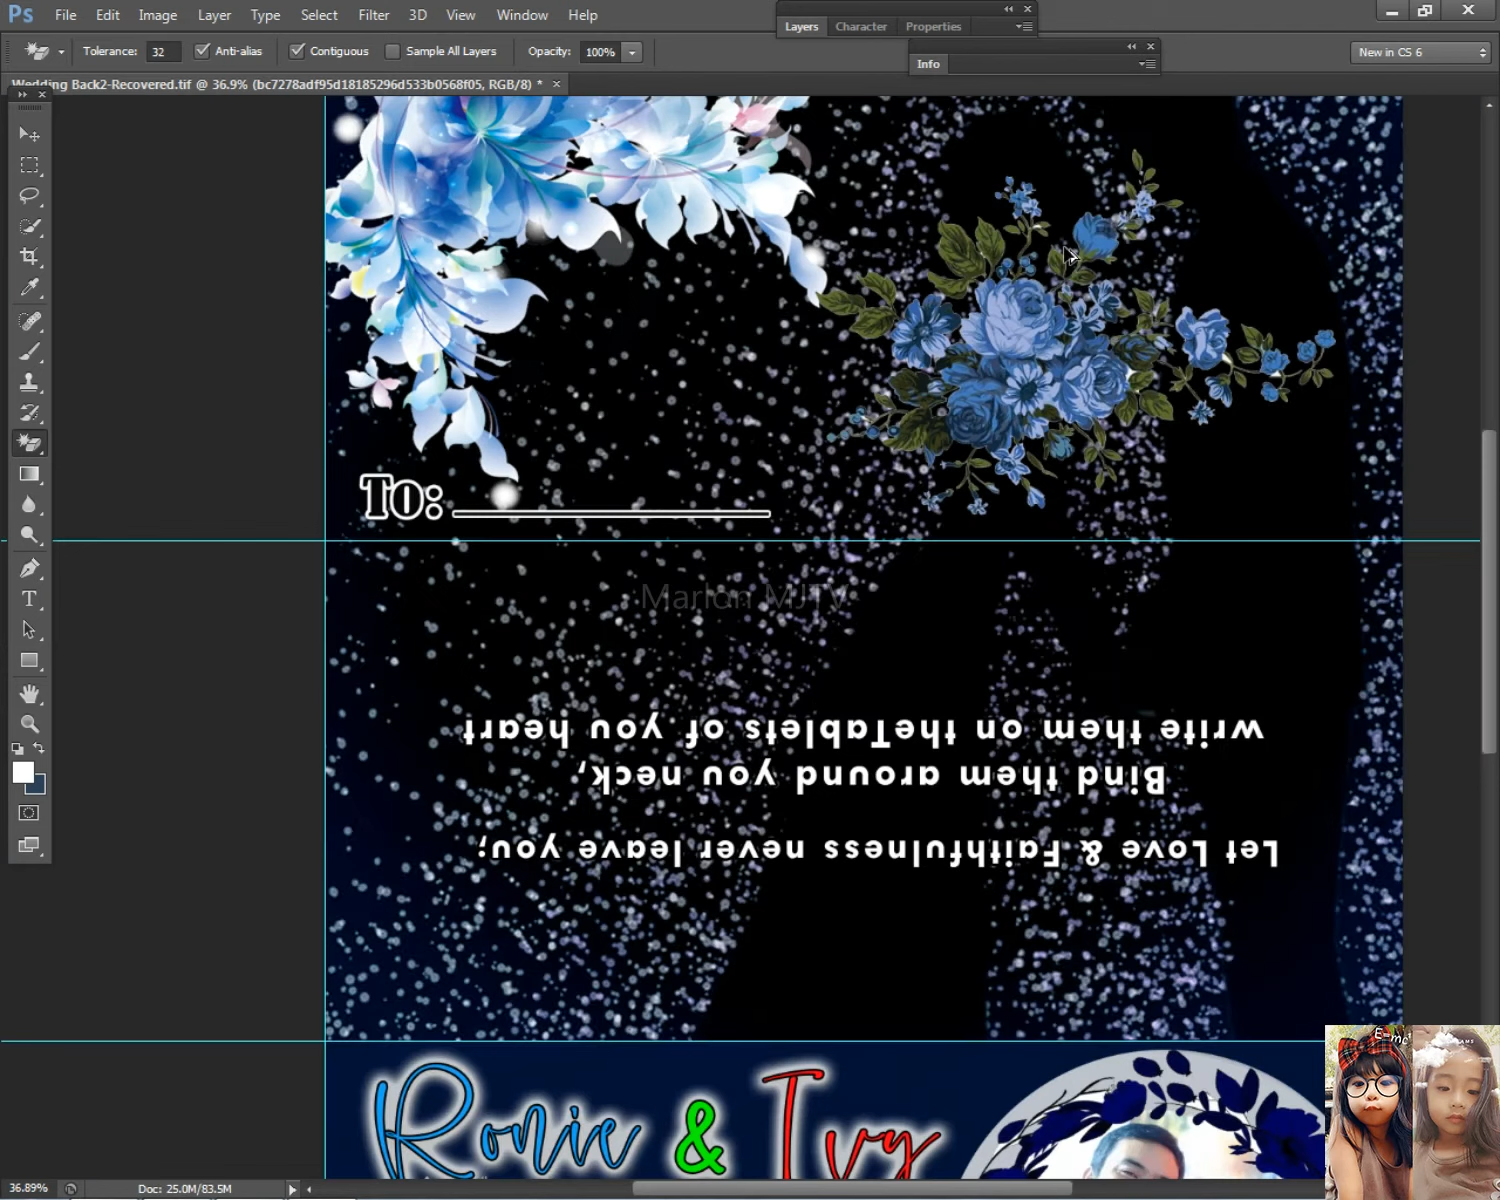 Ps File Edit Image Layer Type Select Filter 3D View Window Help
Layers Character Properties
Tolerance: 32 Anti-alias Contiguous Sample All Layers Opacity: 100%
New in CS 6
Info
Wedding Back2-Recovered.tif @ 36.9% (bc7278adf95d18185296d533b0568f05, RGB/8) *
To:
Marlon MJTV
write them on theTablets of you heart
Bind them around you neck,
Let Love & Faithfulness never leave you;
Ronie & Ivy
E=mc²
36.89% Doc: 25.0M/83.5M